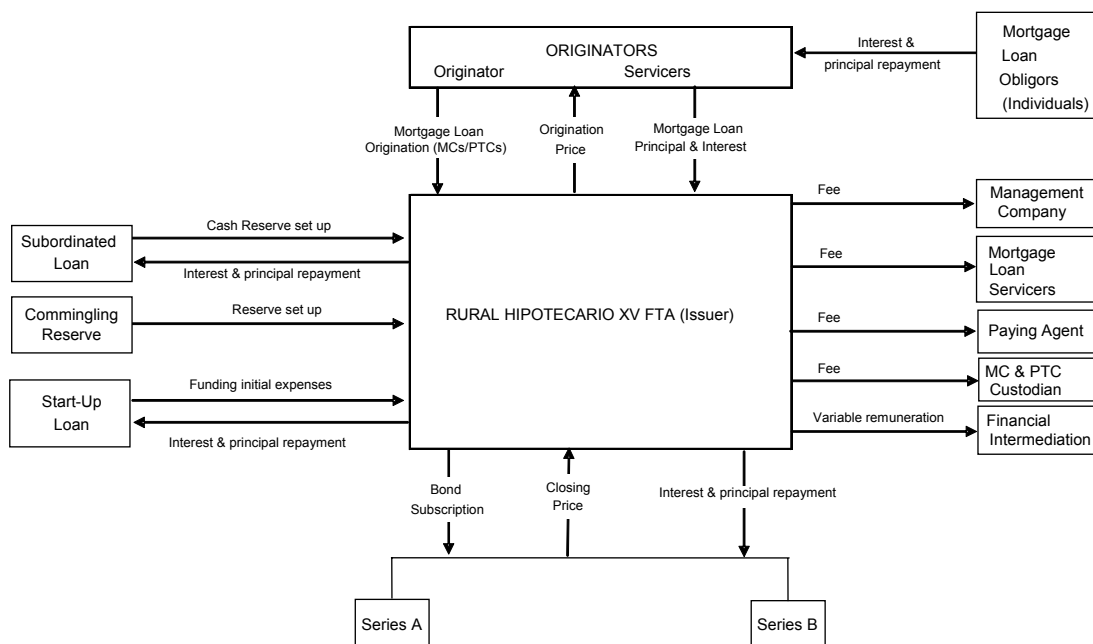 ORIGINATORS
Originator Servicers
Interest &
principal repayment
Mortgage
Loan
Obligors
(Individuals)
Mortgage Loan
Origination (MCs/PTCs)
Origination
Price
Mortgage Loan
Principal & Interest
Subordinated
Loan
Cash Reserve set up
Interest & principal repayment
Commingling
Reserve
Reserve set up
Start-Up
Loan
Funding initial expenses
Interest & principal repayment
RURAL HIPOTECARIO XV FTA (Issuer)
Fee
Management
Company
Fee
Mortgage
Loan
Servicers
Fee
Paying Agent
Fee
MC & PTC
Custodian
Variable remuneration
Financial
Intermediation
Bond
Subscription
Closing
Price
Interest & principal repayment
Series A
Series B